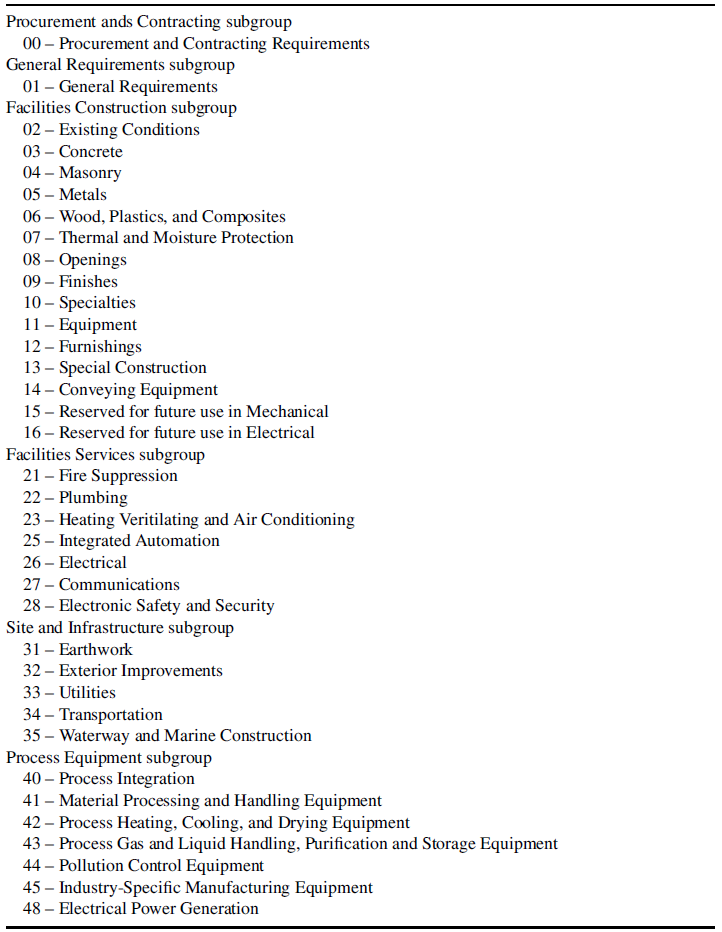 Procurement ands Contracting subgroup
00 – Procurement and Contracting Requirements
General Requirements subgroup
01 – General Requirements
Facilities Construction subgroup
02 – Existing Conditions
03 – Concrete
04 – Masonry
05 – Metals
06 – Wood, Plastics, and Composites
07 – Thermal and Moisture Protection
08 – Openings
09 – Finishes
10 – Specialties
11 – Equipment
12 – Furnishings
13 – Special Construction
14 – Conveying Equipment
15 – Reserved for future use in Mechanical
16 – Reserved for future use in Electrical
Facilities Services subgroup
21 – Fire Suppression
22 – Plumbing
23 – Heating Veritilating and Air Conditioning
25 – Integrated Automation
26 – Electrical
27 – Communications
28 – Electronic Safety and Security
Site and Infrastructure subgroup
31 – Earthwork
32 – Exterior Improvements
33 – Utilities
34 – Transportation
35 – Waterway and Marine Construction
Process Equipment subgroup
40 – Process Integration
41 – Material Processing and Handling Equipment
42 – Process Heating, Cooling, and Drying Equipment
43 – Process Gas and Liquid Handling, Purification and Storage Equipment
44 – Pollution Control Equipment
45 – Industry-Specific Manufacturing Equipment
48 – Electrical Power Generation